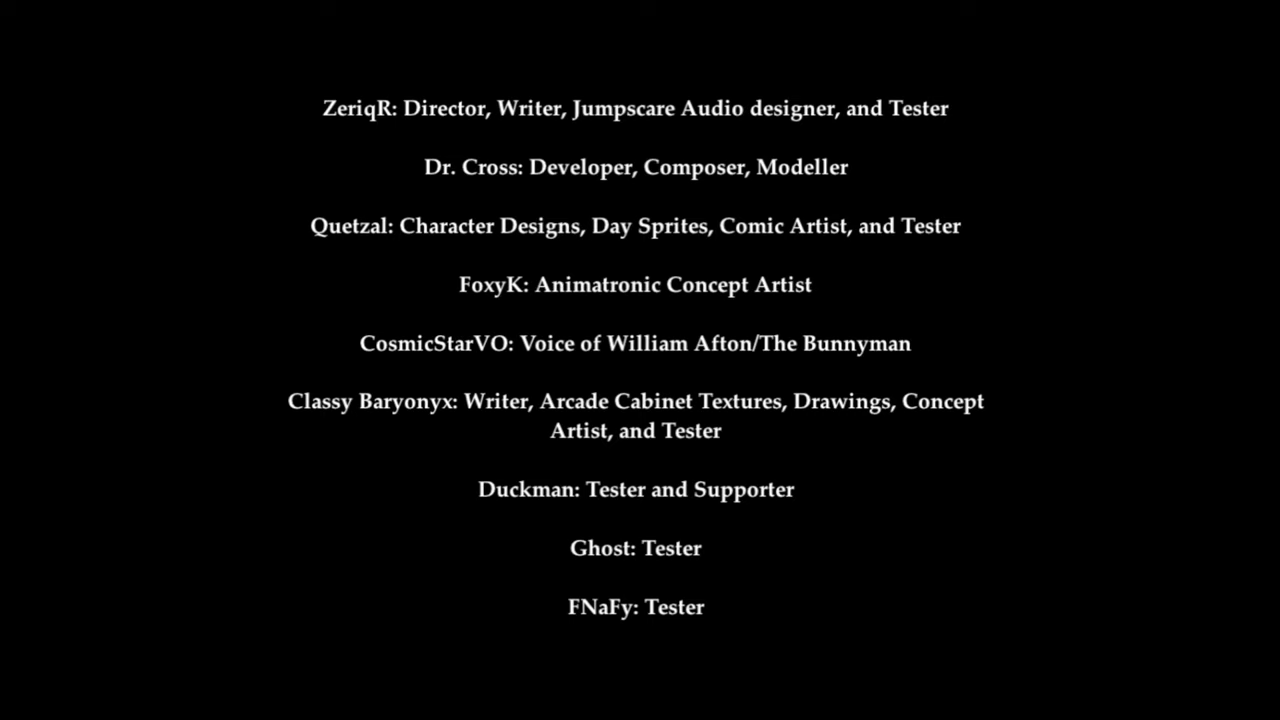 ZeriqR: Director, Writer, Jumpscare Audio designer, and Tester
Dr. Cross: Developer, Composer, Modeller
Quetzal: Character Designs, Day Sprites, Comic Artist, and Tester
FoxyK: Animatronic Concept Artist
CosmicStarVO: Voice of William Afton/The Bunnyman
Classy Baryonyx: Writer, Arcade Cabinet Textures, Drawings, Concept
Artist, and Tester
Duckman: Tester and Supporter
Ghost: Tester
FNaFy: Tester